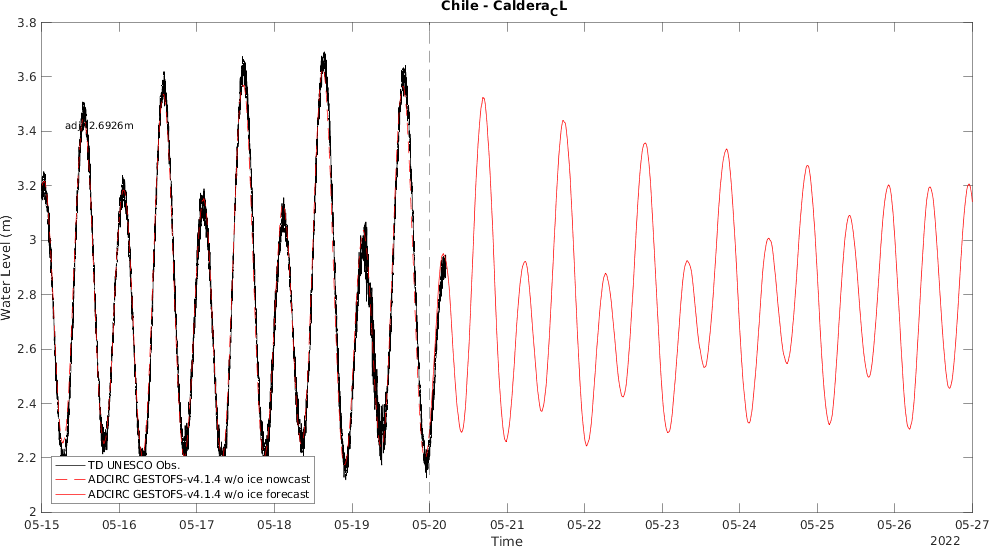 Chile - Caldera_CL
3.8
3.6
3.4
3.2
3
2.8
2.6
2.4
2.2
2
Water Level (m)
2.6926m
TD UNESCO Obs.
ADCIRC GESTOFS-v4.1.4 w/o ice nowcast
ADCIRC GESTOFS-v4.1.4 w/o ice forecast
05-15 05-16 05-17 05-18 05-19 05-20 05-21 05-22 05-23 05-24 05-25 05-26 05-27
Time
2022